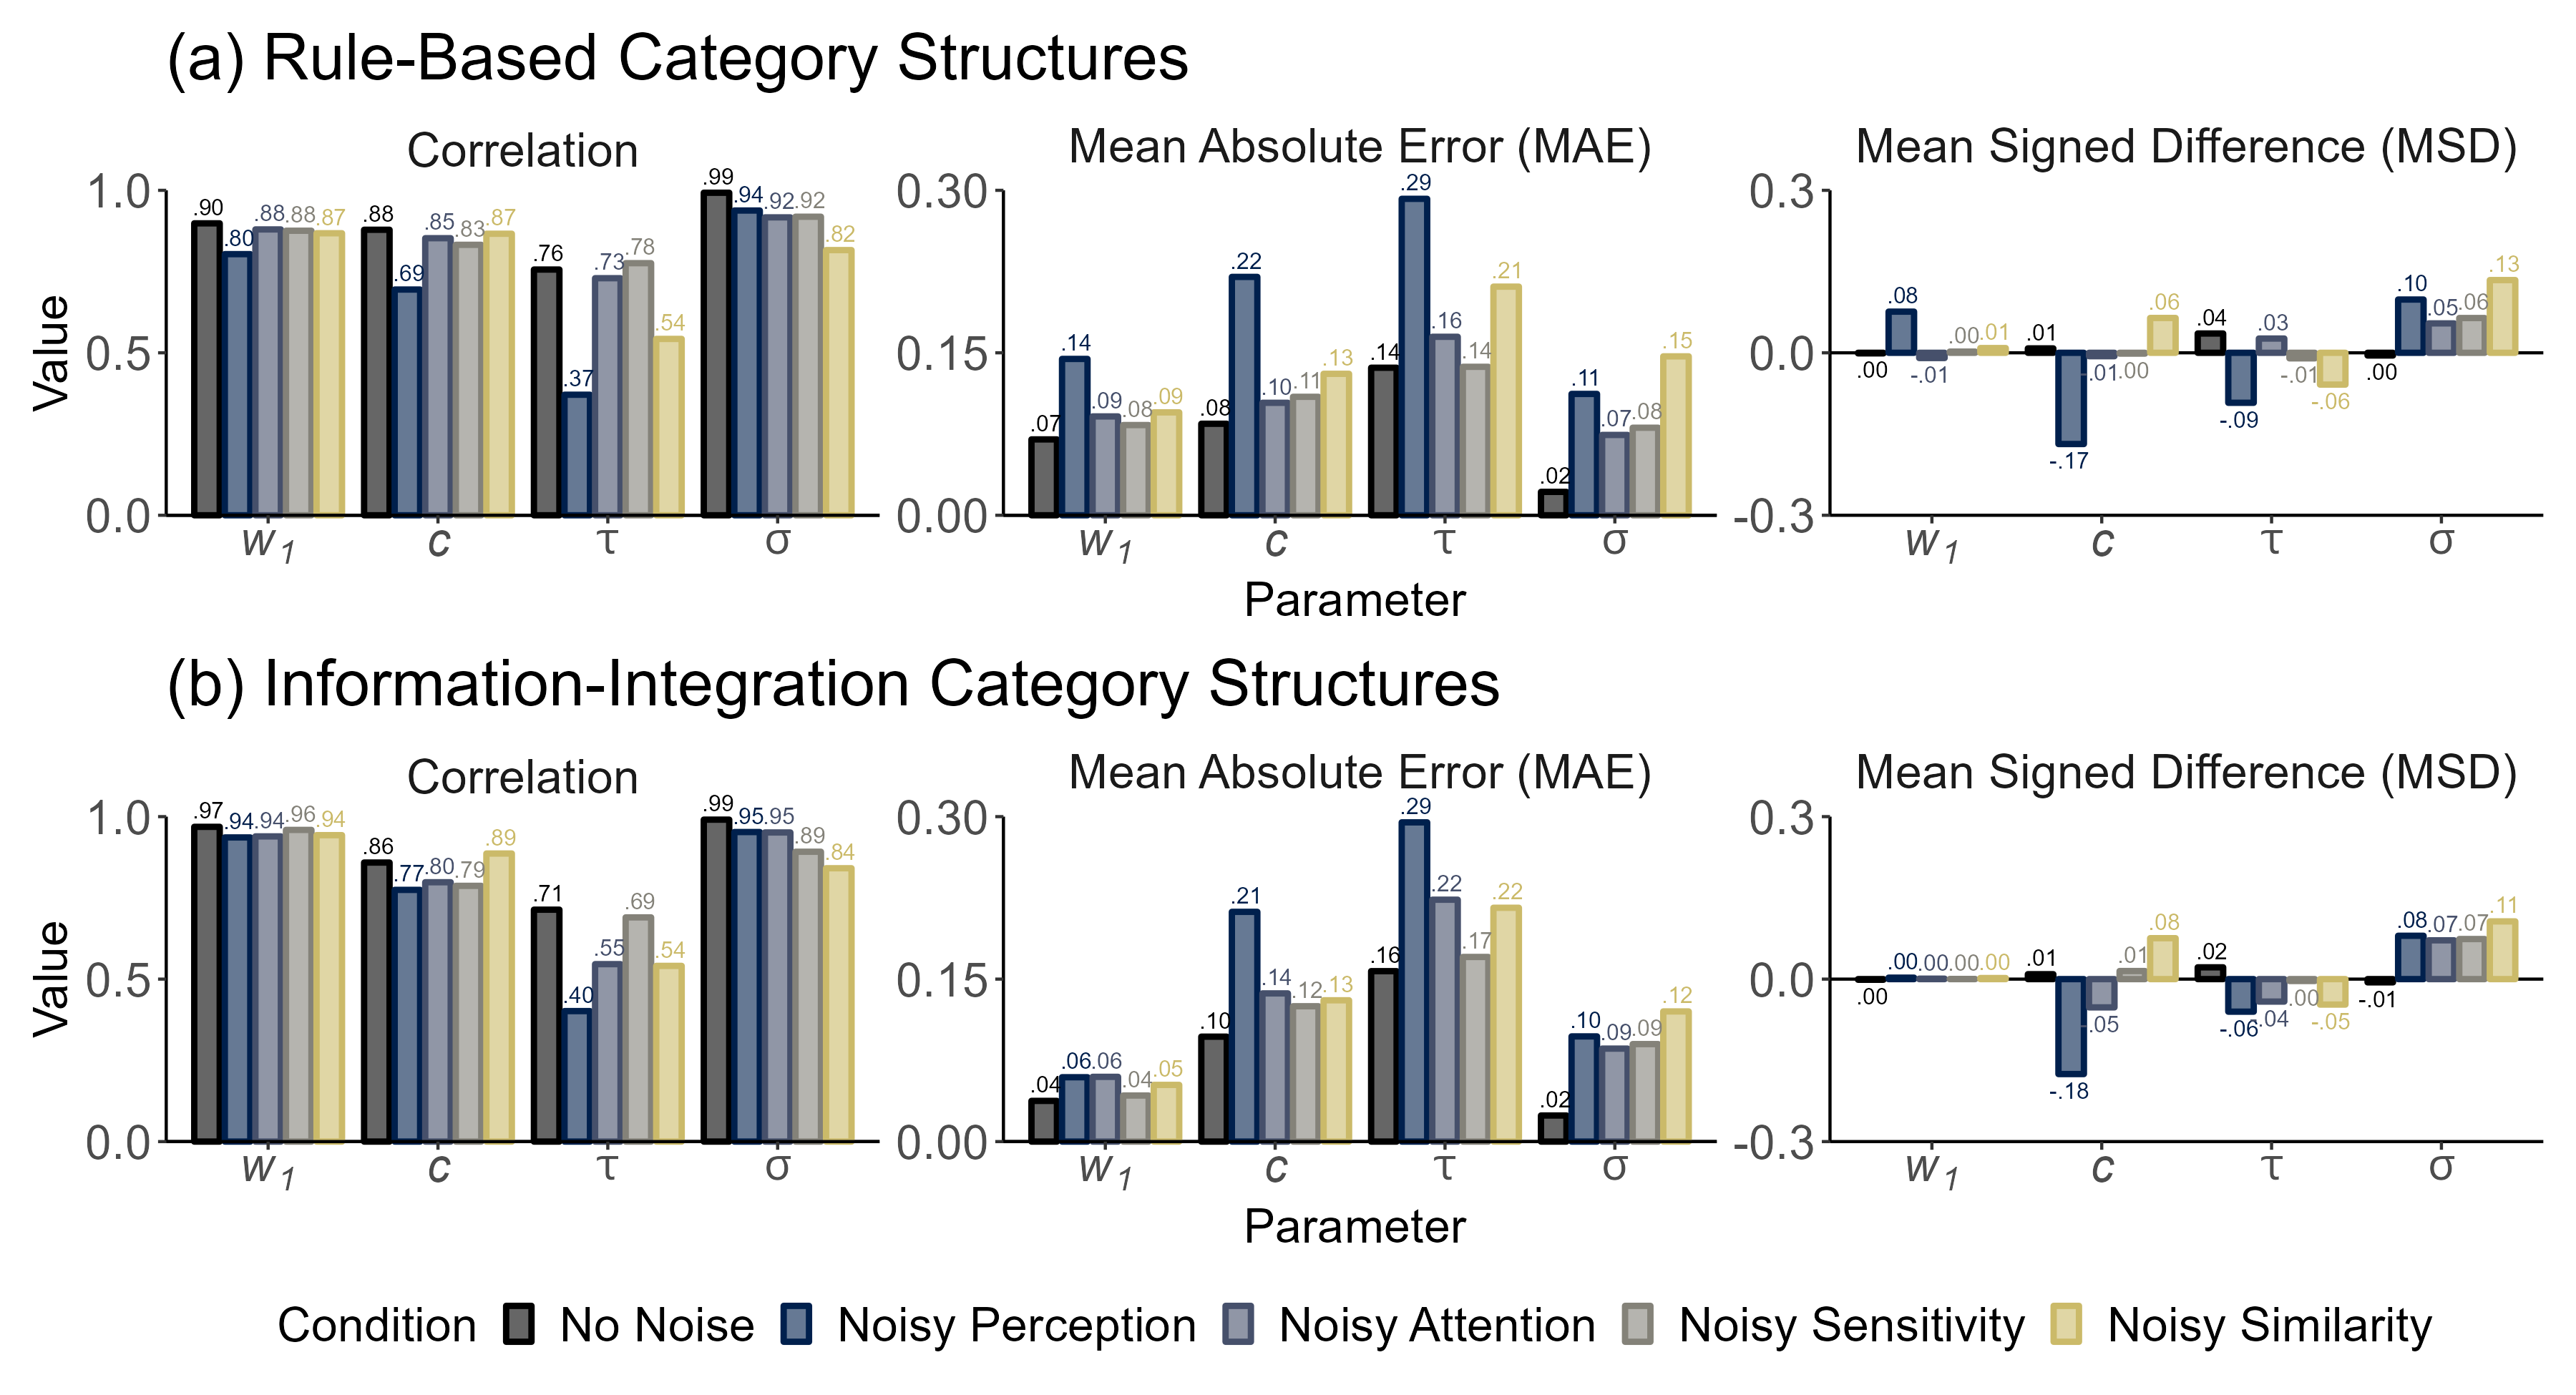 (a) Rule-Based Category Structures
Correlation
Mean Absolute Error (MAE)
Mean Signed Difference (MSD)
Value
1.0
0.5
0.0
.90 .80 .88 .88 .87
.88 .69 .85 .83 .87
.76 .37 .73 .78 .54
.99 .94 .92 .92 .82
w1 c τ σ
0.30
0.15
0.00
.07 .14 .09 .08 .09
.08 .22 .10 .11 .13
.14 .29 .16 .14 .21
.02 .11 .07 .08 .15
w1 c τ σ
0.3
0.0
-0.3
.00 .08 -.01 .00 .01
.01 -.17 -.01 .00 .06
.04 -.09 .03 -.01 -.06
.00 .10 .05 .06 .13
w1 c τ σ
Parameter
(b) Information-Integration Category Structures
Correlation
Mean Absolute Error (MAE)
Mean Signed Difference (MSD)
Value
1.0
0.5
0.0
.97 .94 .94 .96 .94
.86 .77 .80 .79 .89
.71 .40 .55 .69 .54
.99 .95 .95 .89 .84
w1 c τ σ
0.30
0.15
0.00
.04 .06 .06 .04 .05
.10 .21 .14 .12 .13
.16 .29 .22 .17 .22
.02 .10 .09 .09 .12
w1 c τ σ
0.3
0.0
-0.3
.00 .00 .00 .00 .00
.01 -.18 -.05 .01 .08
.02 -.06 -.04 .00 -.05
-.01 .08 .07 .07 .11
w1 c τ σ
Parameter
Condition No Noise Noisy Perception Noisy Attention Noisy Sensitivity Noisy Similarity